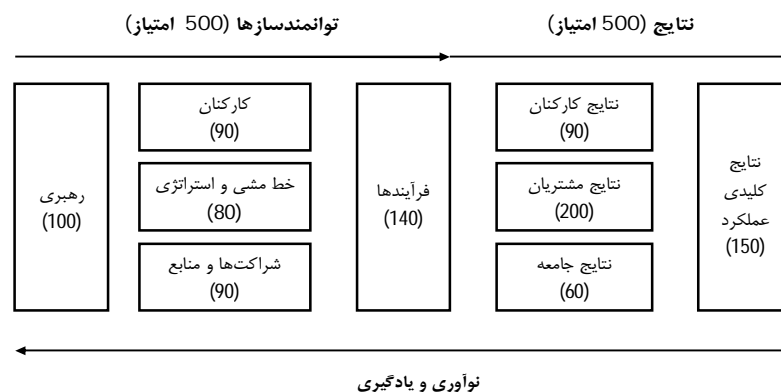 توانمندسازها (500 امتیاز)
نتایج (500 امتیاز)
رهبری
(100)
کارکنان
(90)
خط مشی و استراتژی
(80)
شراکت‌ها و منابع
(90)
فرآیندها
(140)
نتایج کارکنان
(90)
نتایج مشتریان
(200)
نتایج جامعه
(60)
نتایج
کلیدی
عملکرد
(150)
نوآوری و یادگیری